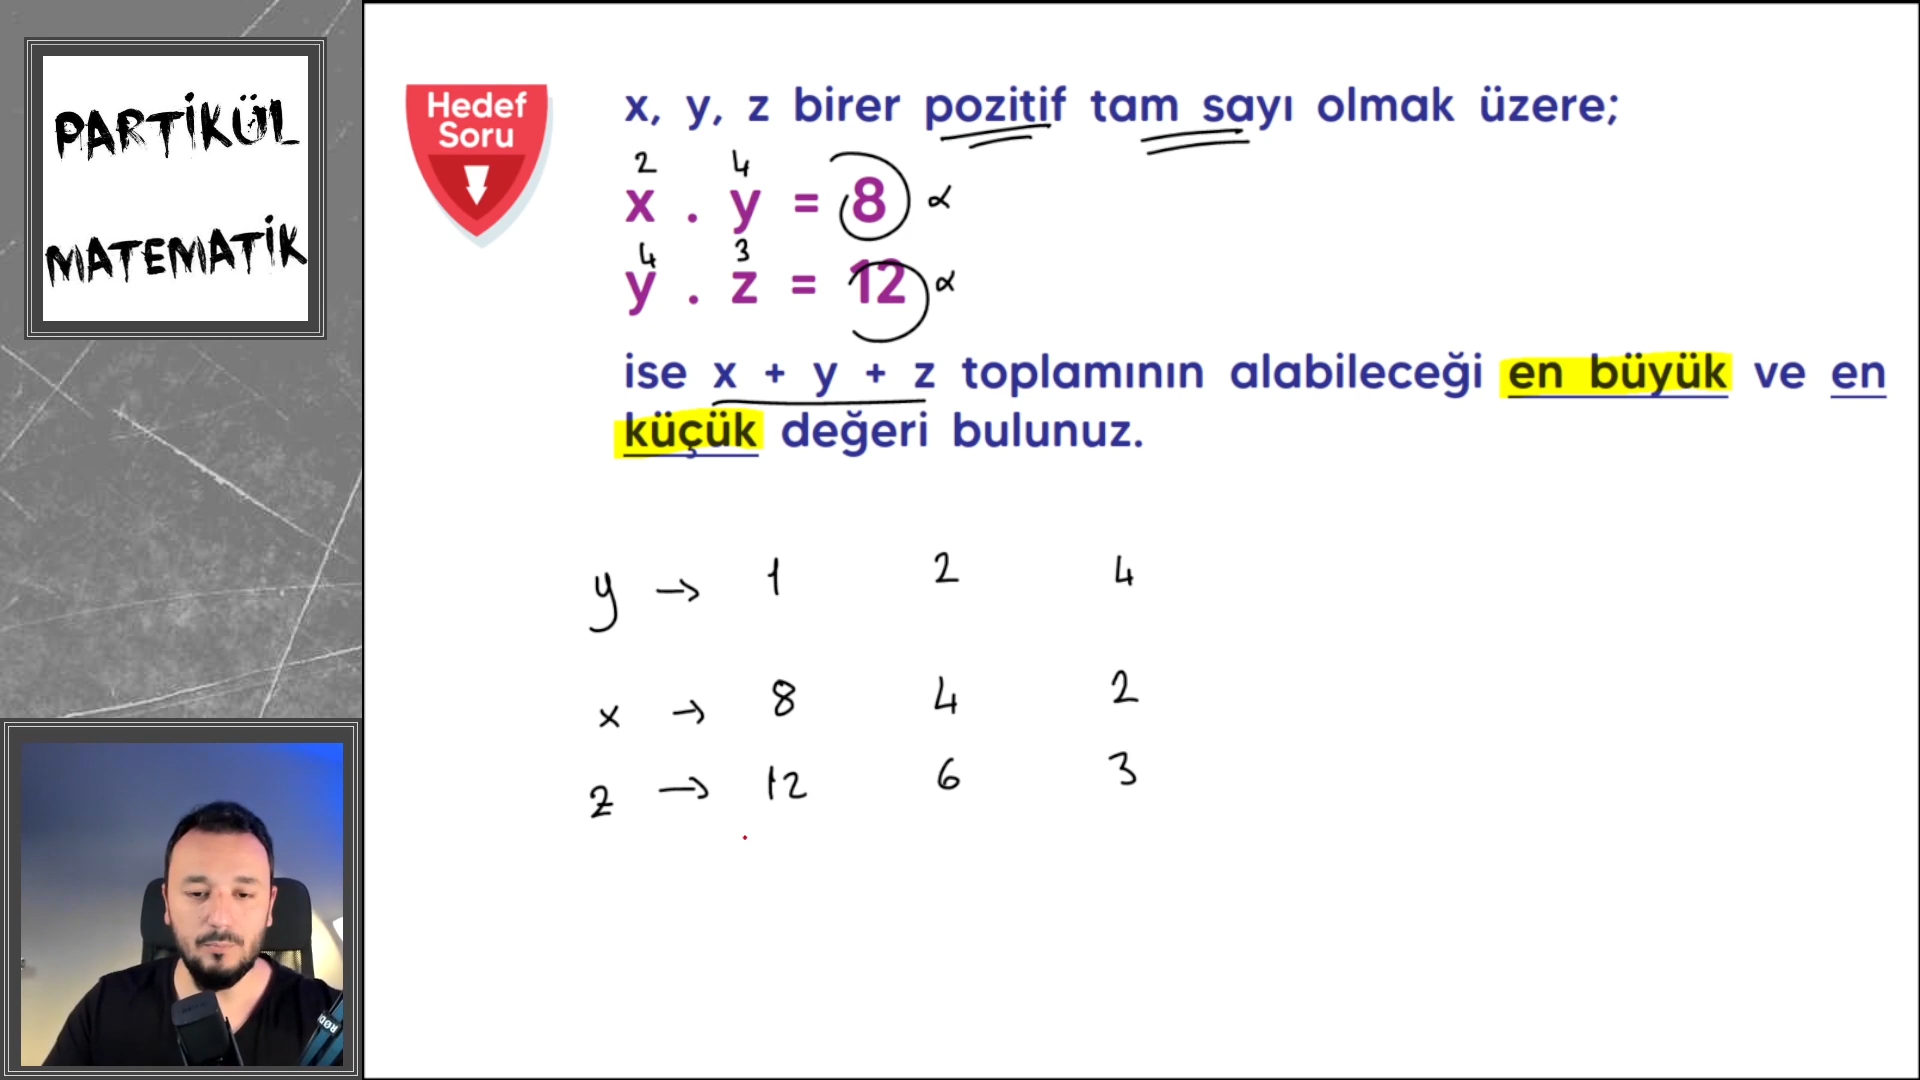 PARTİKÜL
MATEMATİK
Hedef
Soru
x, y, z birer pozitif tam sayı olmak üzere;
2 4
x . y = 8 α
4 3
y . z = 12 α
ise x + y + z toplamının alabileceği en büyük ve en
küçük değeri bulunuz.
y → 1 2 4
x → 8 4 2
z → 12 6 3